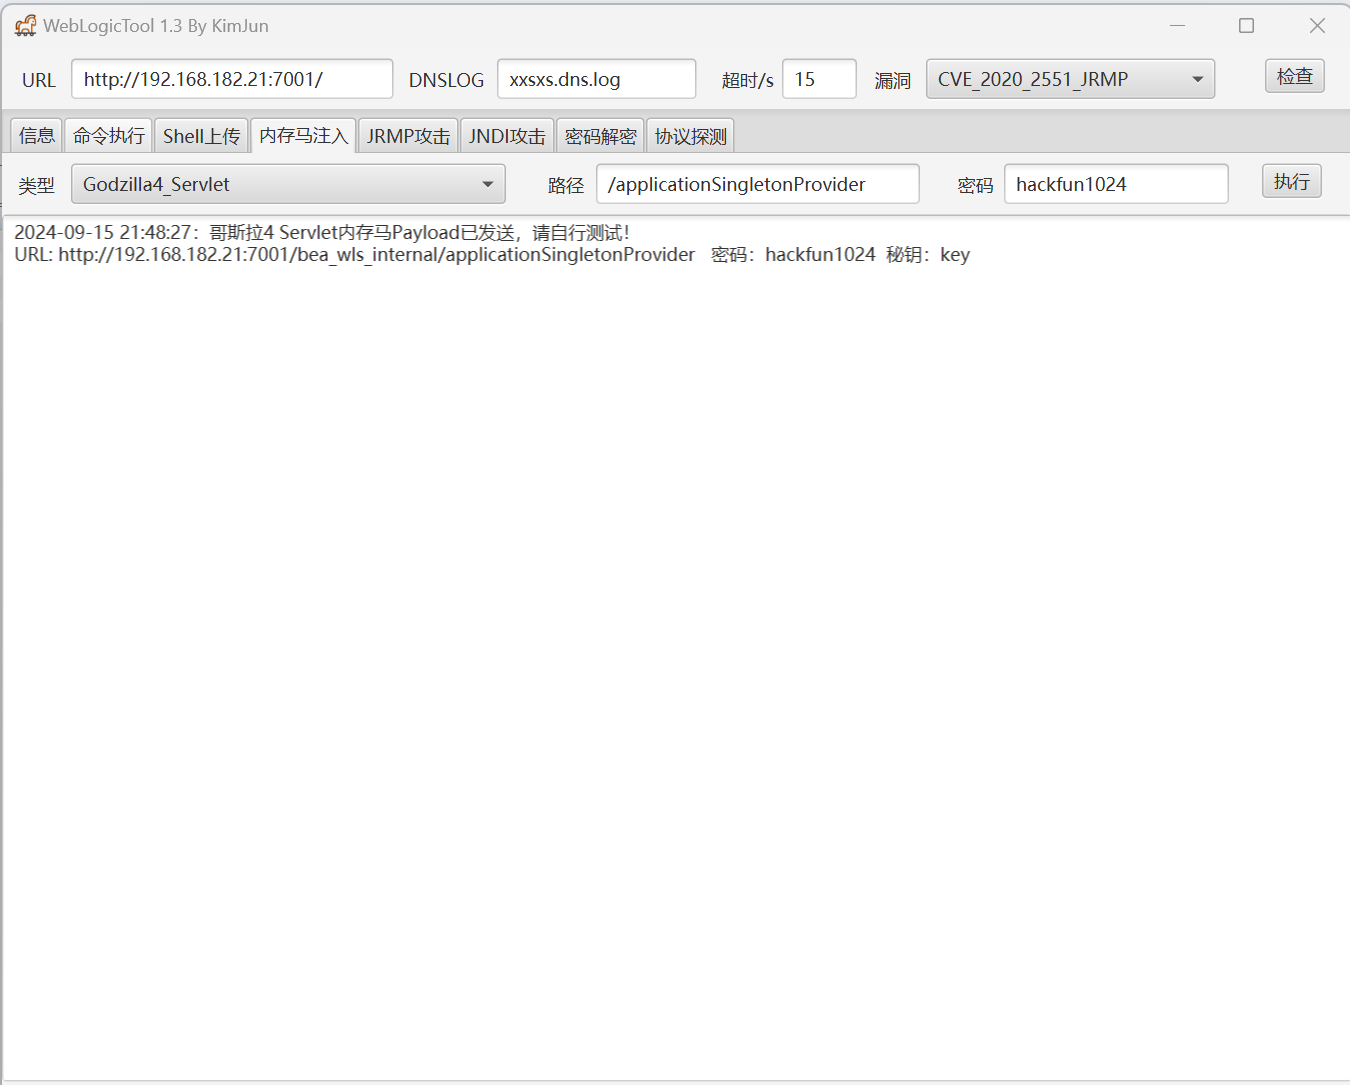 WebLogicTool 1.3 By KimJun
URL http://192.168.182.21:7001/ DNSLOG xxsxs.dns.log 超时/s 15 漏洞 CVE_2020_2551_JRMP 检查
信息 命令执行 Shell上传 内存马注入 JRMP攻击 JNDI攻击 密码解密 协议探测
类型 Godzilla4_Servlet 路径 /applicationSingletonProvider 密码 hackfun1024 执行
2024-09-15 21:48:27：哥斯拉4 Servlet内存马Payload已发送，请自行测试！
URL: http://192.168.182.21:7001/bea_wls_internal/applicationSingletonProvider 密码：hackfun1024 秘钥：key